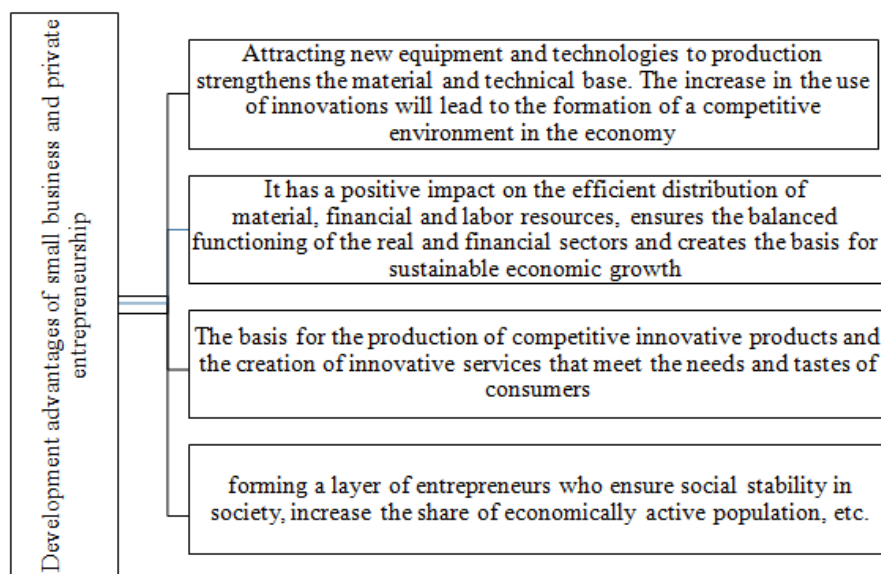 Development advantages of small business and private
entrepreneurship
Attracting new equipment and technologies to production
strengthens the material and technical base. The increase in the use
of innovations will lead to the formation of a competitive
environment in the economy
It has a positive impact on the efficient distribution of
material, financial and labor resources, ensures the balanced
functioning of the real and financial sectors and creates the basis for
sustainable economic growth
The basis for the production of competitive innovative products and
the creation of innovative services that meet the needs and tastes of
consumers
forming a layer of entrepreneurs who ensure social stability in
society, increase the share of economically active population, etc.